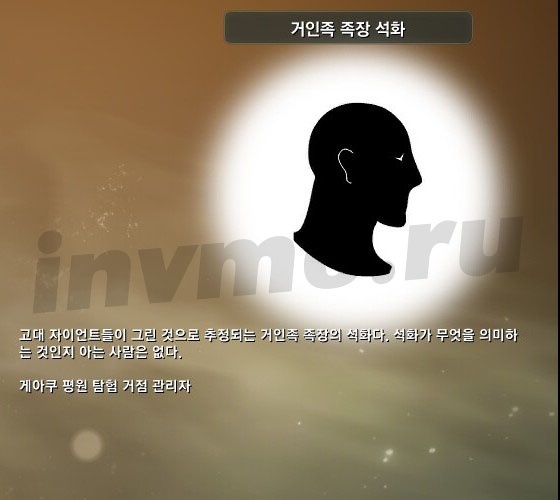 거인족 족장 석화
invmo.ru
고대 자이언트들이 그린 것으로 추정되는 거인족 족장의 석화다. 석화가 무엇을 의미하
는 것인지 아는 사람은 없다.
게아쿠 평원 탐험 거점 관리자